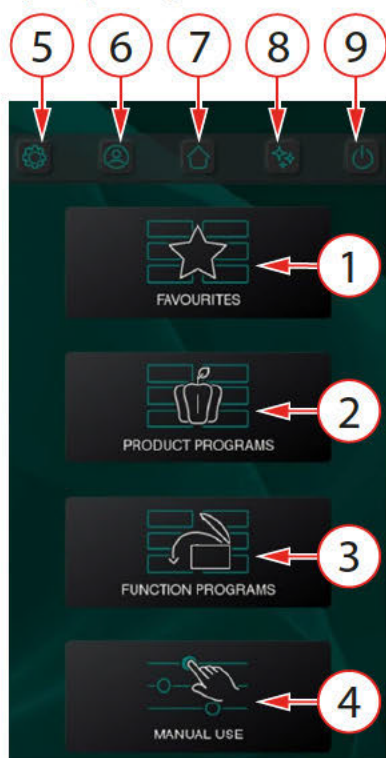 5 6 7 8 9
1
FAVOURITES
2
PRODUCT PROGRAMS
3
FUNCTION PROGRAMS
4
MANUAL USE